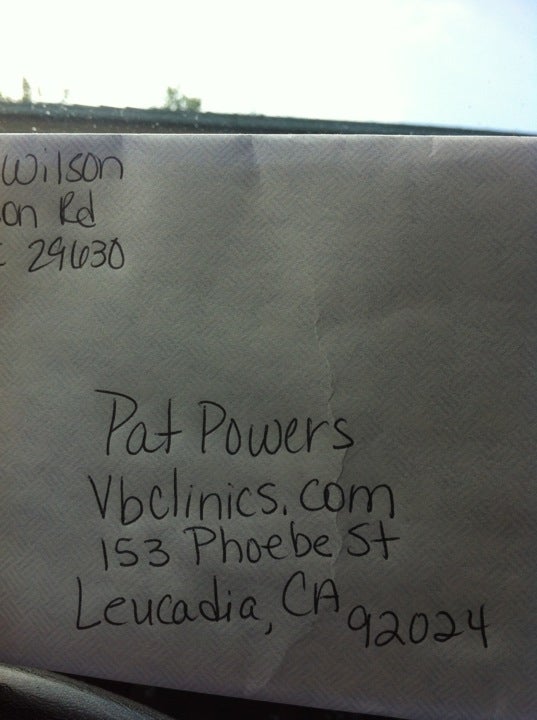 Wilson
on Rd
29630
Pat Powers
Vbclinics.com
153 Phoebe St
Leucadia, CA 92024